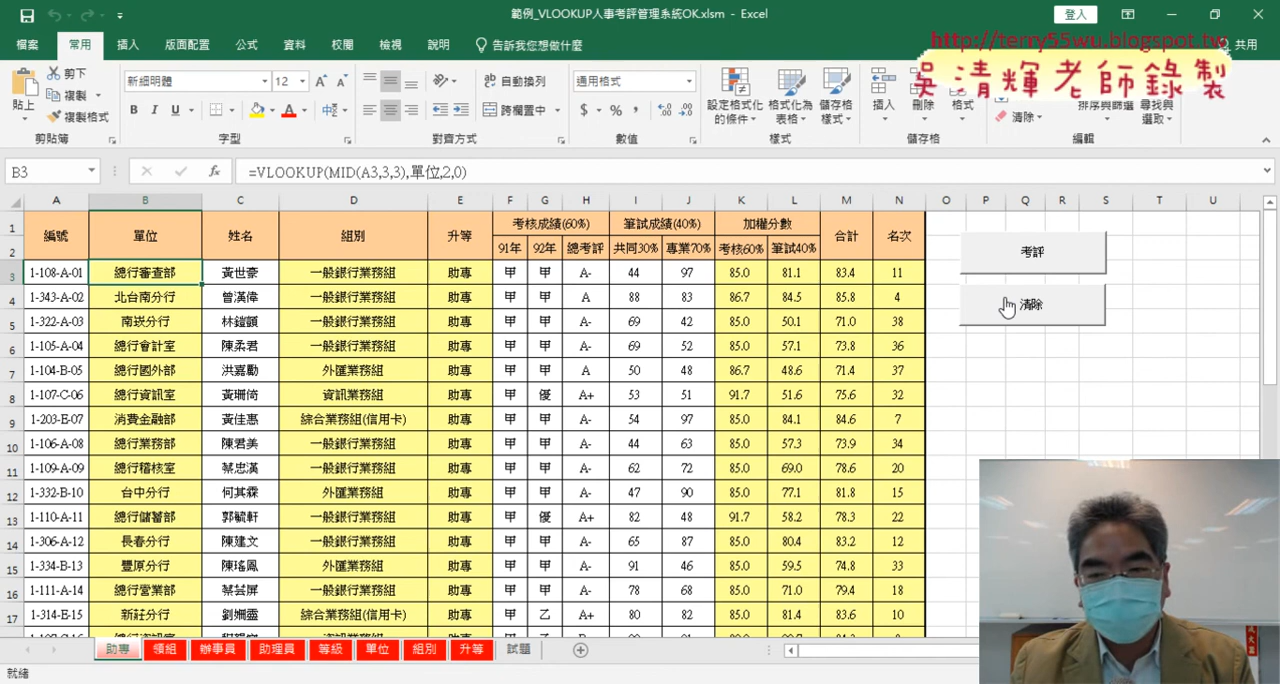 範例_VLOOKUP人事考評管理系統OK.xlsm - Excel
登入
檔案 常用 插入 版面配置 公式 資料 校閱 檢視 說明 告訴我您想做什麼 共用
http://terry55wu.blogspot.tw
吳清輝老師錄製
貼上 剪下 複製 複製格式 剪貼簿
新細明體 12 B I U 字型
自動換列 跨欄置中 對齊方式
通用格式 $ % 數值
設定格式化的條件 格式化為表格 儲存格樣式 樣式
插入 刪除 格式 儲存格
清除 排序與篩選 尋找與選取 編輯
B3 fx =VLOOKUP(MID(A3,3,3),單位,2,0)
A B C D E F G H I J K L M N O P Q R S T U
1 編號 單位 姓名 組別 升等 考核成績(60%) 筆試成績(40%) 加權分數 合計 名次
2 91年 92年 總考評 共同30% 專業70% 考核60% 筆試40%
3 1-108-A-01 總行審查部 黃世豪 一般銀行業務組 助專 甲 甲 A- 44 97 85.0 81.1 83.4 11
4 1-343-A-02 北台南分行 曾漢偉 一般銀行業務組 助專 甲 甲 A 88 83 86.7 84.5 85.8 4
5 1-322-A-03 南崁分行 一般銀行業務組 助專 甲 甲 A- 69 42 85.0 50.1 71.0 38
6 1-105-A-04 總行會計室 陳柔君 一般銀行業務組 助專 甲 甲 A- 69 52 85.0 57.1 73.8 36
7 1-104-B-05 總行國外部 洪嘉勳 外匯業務組 助專 甲 甲 A 50 48 86.7 48.6 71.4 37
8 1-107-C-06 總行資訊室 黃珊倚 資訊業務組 助專 甲 優 A+ 53 51 91.7 51.6 75.6 32
9 1-203-E-07 消費金融部 黃佳惠 綜合業務組(信用卡) 助專 甲 甲 A- 54 97 85.0 84.1 84.6 7
10 1-106-A-08 總行業務部 陳君美 一般銀行業務組 助專 甲 甲 A- 44 63 85.0 57.3 73.9 34
11 1-109-A-09 總行稽核室 蔡忠漢 一般銀行業務組 助專 甲 甲 A- 62 72 85.0 69.0 78.6 20
12 1-332-B-10 台中分行 何其霖 外匯業務組 助專 甲 甲 A- 47 90 85.0 77.1 81.8 15
13 1-110-A-11 總行儲蓄部 郭毓軒 一般銀行業務組 助專 甲 優 A+ 82 48 91.7 58.2 78.3 22
14 1-306-A-12 長春分行 陳建文 一般銀行業務組 助專 甲 甲 A- 65 87 85.0 80.4 83.2 12
15 1-334-B-13 豐原分行 陳瑤鳳 外匯業務組 助專 甲 甲 A- 91 46 85.0 59.5 74.8 33
16 1-111-A-14 總行營業部 蔡芸屏 一般銀行業務組 助專 甲 甲 A- 78 68 85.0 71.0 79.4 18
17 1-314-E-15 新莊分行 劉姍靈 綜合業務組(信用卡) 助專 甲 乙 A+ 80 82 85.0 81.4 83.6 10
考評
清除
助專 領組 辦事員 助理員 等級 單位 組別 升等 試題
就緒